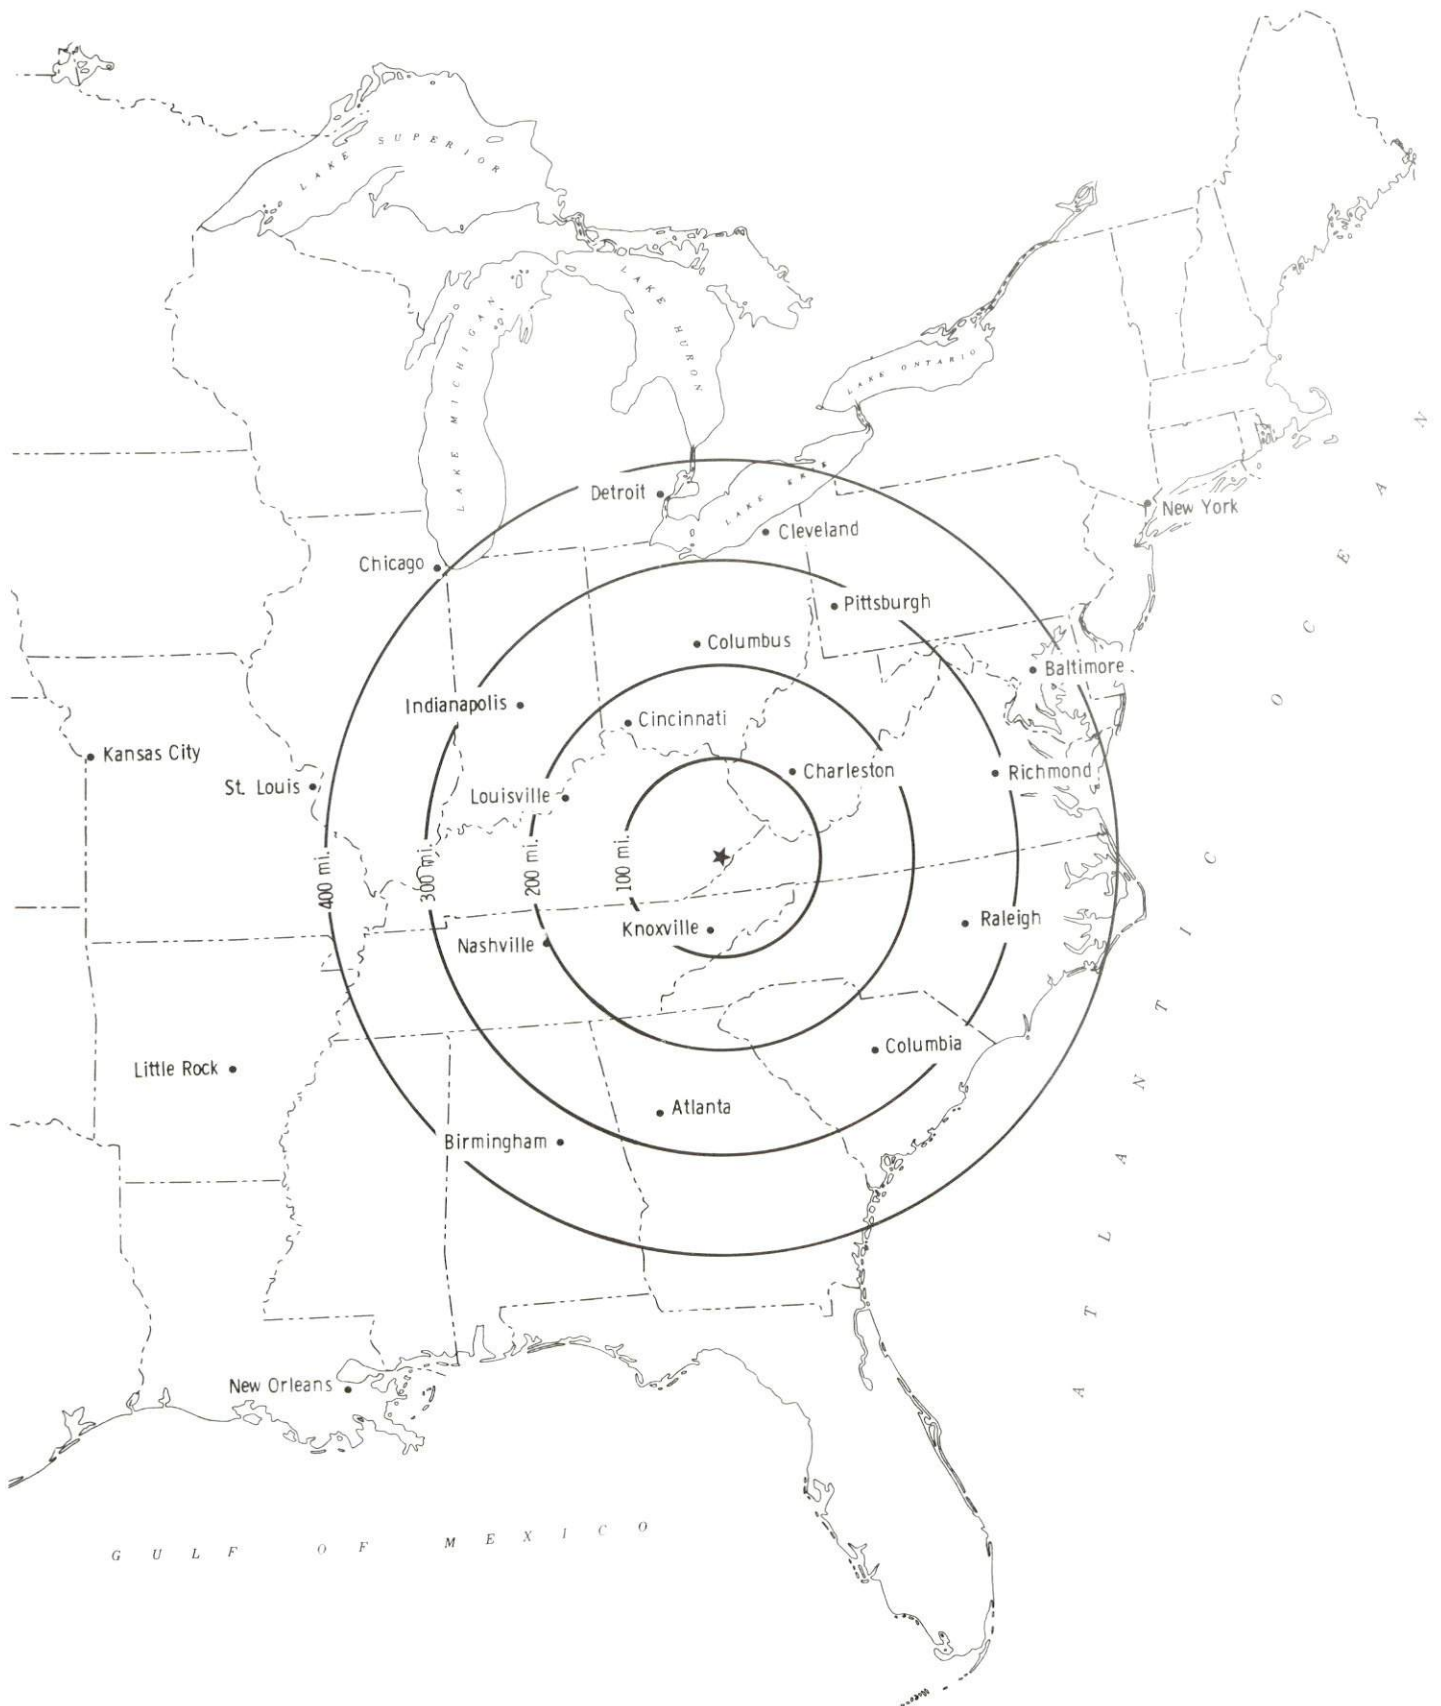 LAKE SUPERIOR
LAKE MICHIGAN
LAKE HURON
LAKE ONTARIO
LAKE ERIE
Detroit
Cleveland
New York
Chicago
Pittsburgh
Columbus
Baltimore
Indianapolis
Cincinnati
Kansas City
St. Louis
Charleston
Richmond
Louisville
400 mi.
300 mi.
200 mi.
100 mi.
Knoxville
Raleigh
Nashville
Columbia
Little Rock
Atlanta
Birmingham
New Orleans
ATLANTIC OCEAN
GULF OF MEXICO